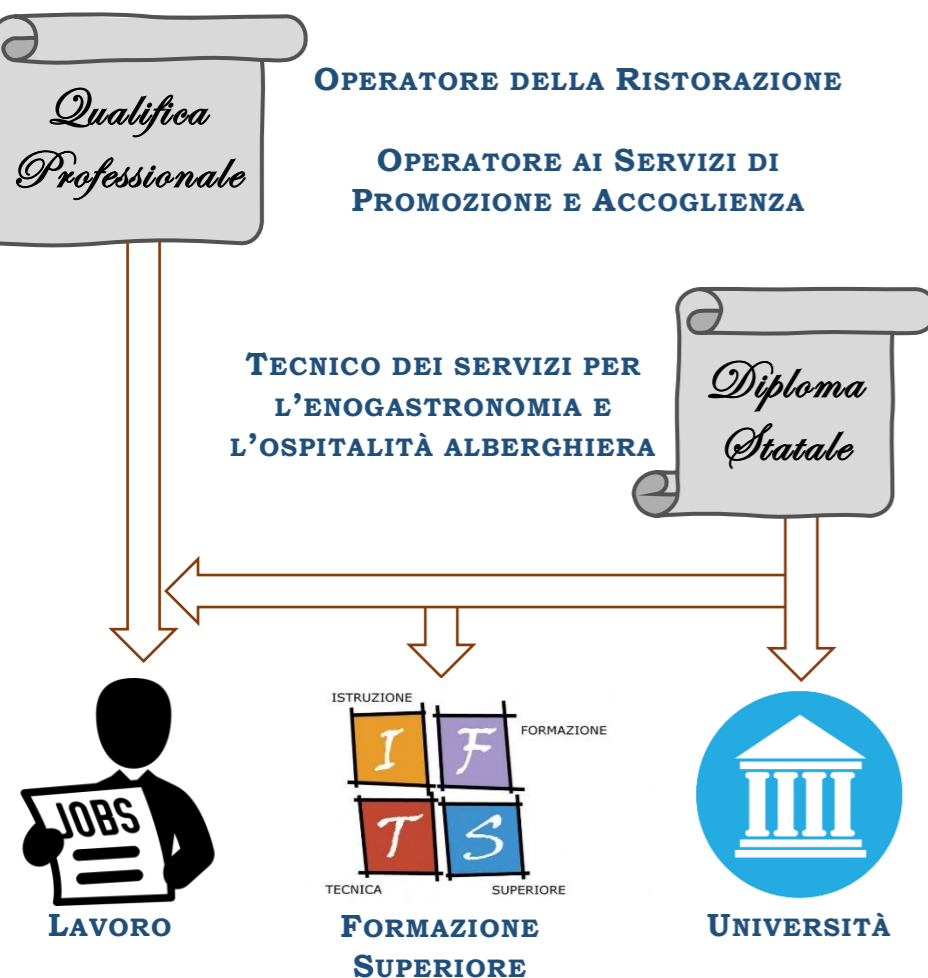 Qualifica
Professionale
OPERATORE DELLA RISTORAZIONE
OPERATORE AI SERVIZI DI
PROMOZIONE E ACCOGLIENZA
TECNICO DEI SERVIZI PER
L'ENOGASTRONOMIA E
L'OSPITALITÀ ALBERGHIERA
Diploma
Statale
JOBS
ISTRUZIONE
I
F
FORMAZIONE
T
S
TECNICA
SUPERIORE
LAVORO
FORMAZIONE
SUPERIORE
UNIVERSITÀ